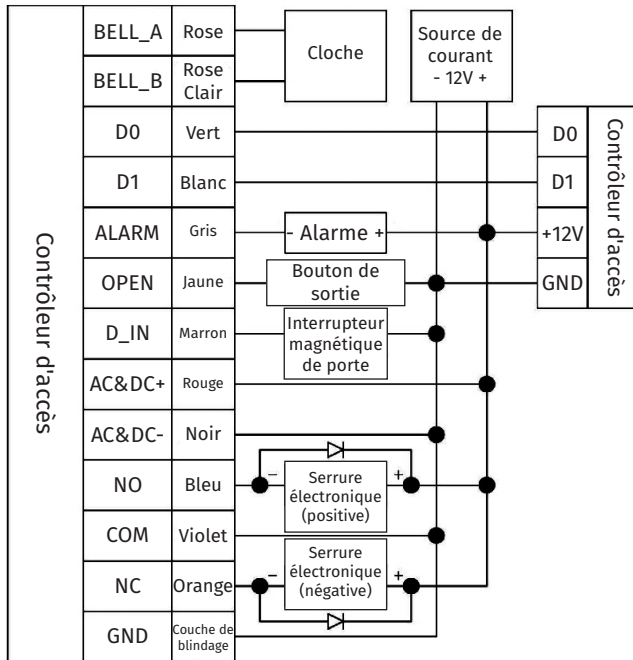 BELL_A Rose
Cloche
Source de
courant
- 12V +
BELL_B Rose
Clair
D0 Vert
D0
D1 Blanc
D1
ALARM Gris
- Alarme +
+12V
OPEN Jaune
Bouton de
sortie
GND
D_IN Marron
Interrupteur
magnétique
de porte
AC&DC+ Rouge
AC&DC- Noir
NO Bleu
- +
Serrure
électronique
(positive)
COM Violet
NC Orange
- +
Serrure
électronique
(négative)
GND Couche de
blindage
Contrôleur d'accès
Contrôleur d'accès